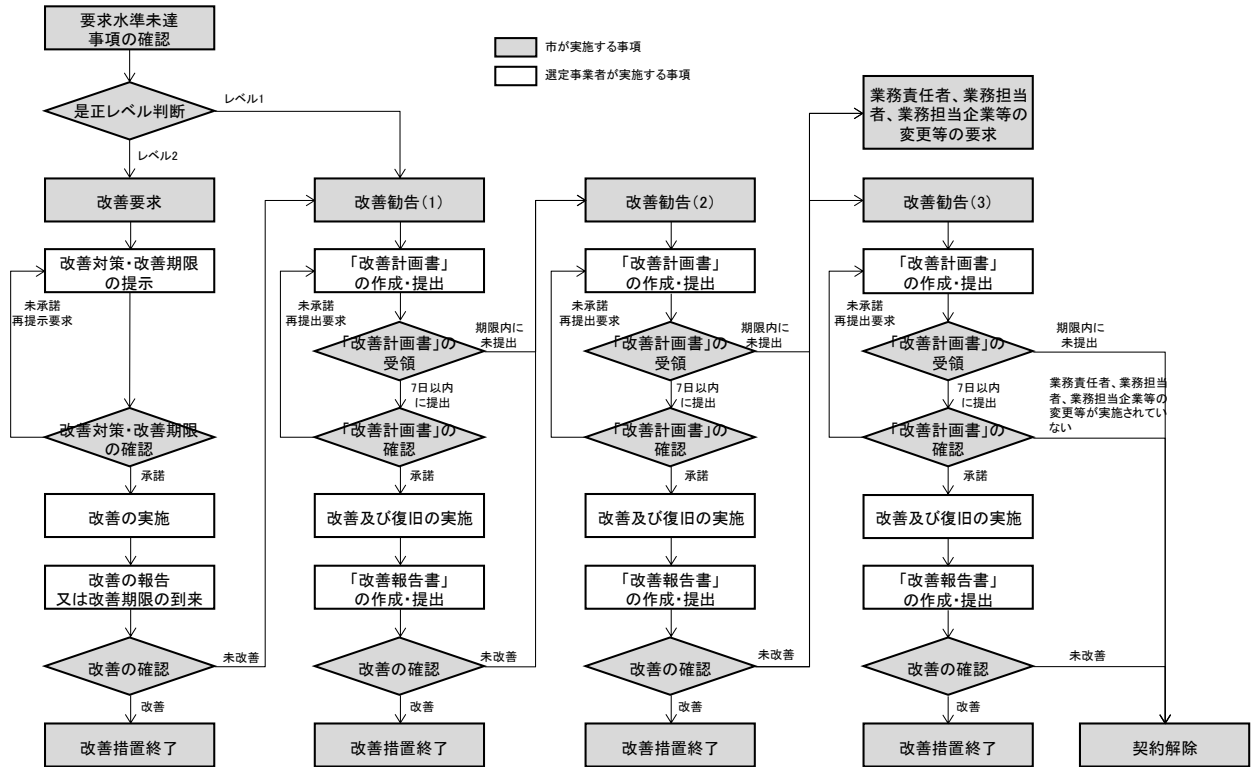 要求水準未達
事項の確認
市が実施する事項
選定事業者が実施する事項
是正レベル判断
レベル1
レベル2
改善要求
改善対策・改善期限
の提示
未承諾
再提示要求
改善対策・改善期限
の確認
承諾
改善の実施
改善の報告
又は改善期限の到来
改善の確認
未改善
改善
改善措置終了
改善勧告(1)
「改善計画書」
の作成・提出
未承諾
再提出要求
「改善計画書」の
受領
期限内に
未提出
7日以内
に提出
「改善計画書」の
確認
承諾
改善及び復旧の実施
「改善報告書」
の作成・提出
改善の確認
未改善
改善
改善措置終了
改善勧告(2)
「改善計画書」
の作成・提出
未承諾
再提出要求
「改善計画書」の
受領
期限内に
未提出
7日以内
に提出
「改善計画書」の
確認
承諾
改善及び復旧の実施
「改善報告書」
の作成・提出
改善の確認
未改善
改善
改善措置終了
業務責任者、業務担当
者、業務担当企業等の
変更等の要求
改善勧告(3)
「改善計画書」
の作成・提出
未承諾
再提出要求
「改善計画書」の
受領
期限内に
未提出
7日以内
に提出
業務責任者、業務担当
者、業務担当企業等の
変更等が実施されてい
ない
「改善計画書」の
確認
承諾
改善及び復旧の実施
「改善報告書」
の作成・提出
改善の確認
未改善
改善
改善措置終了
契約解除